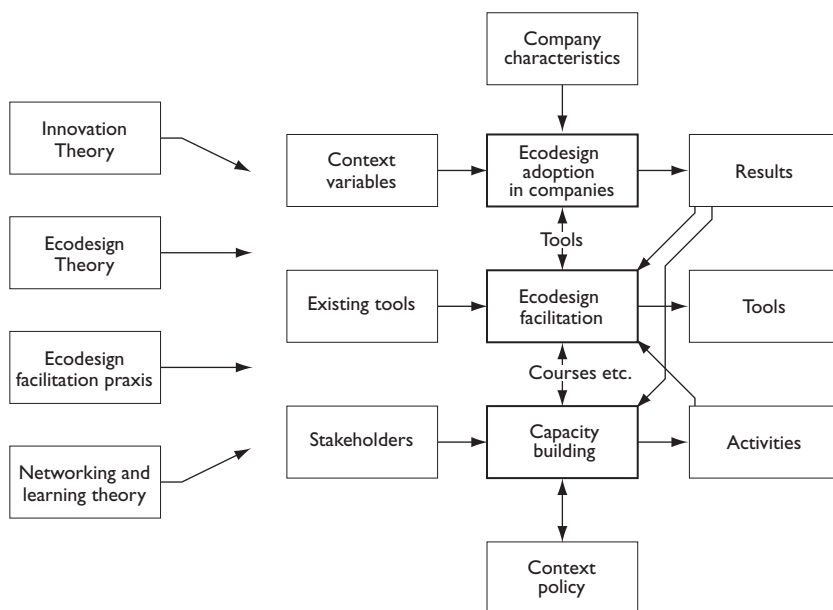 Company
characteristics
Innovation
Theory
Context
variables
Ecodesign
adoption
in companies
Results
Ecodesign
Theory
Tools
Existing tools
Ecodesign
facilitation
Tools
Ecodesign
facilitation praxis
Courses etc.
Stakeholders
Capacity
building
Activities
Networking and
learning theory
Context
policy